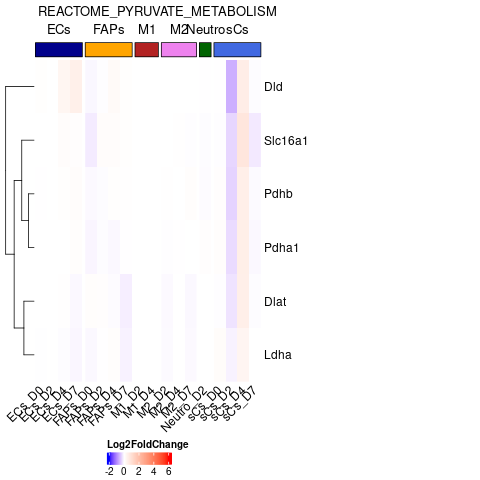 REACTOME_PYRUVATE_METABOLISM
ECs FAPs M1 M2 Neutros sCs
Dld
Slc16a1
Pdhb
Pdha1
Dlat
Ldha
ECs_D0 ECs_D2 ECs_D4 ECs_D7 FAPs_D0 FAPs_D2 FAPs_D4 FAPs_D7 M1_D2 M1_D4 M2_D2 M2_D4 M2_D7 Neutro_D2 sCs_D0 sCs_D2 sCs_D4 sCs_D7
Log2FoldChange
-2 0 2 4 6